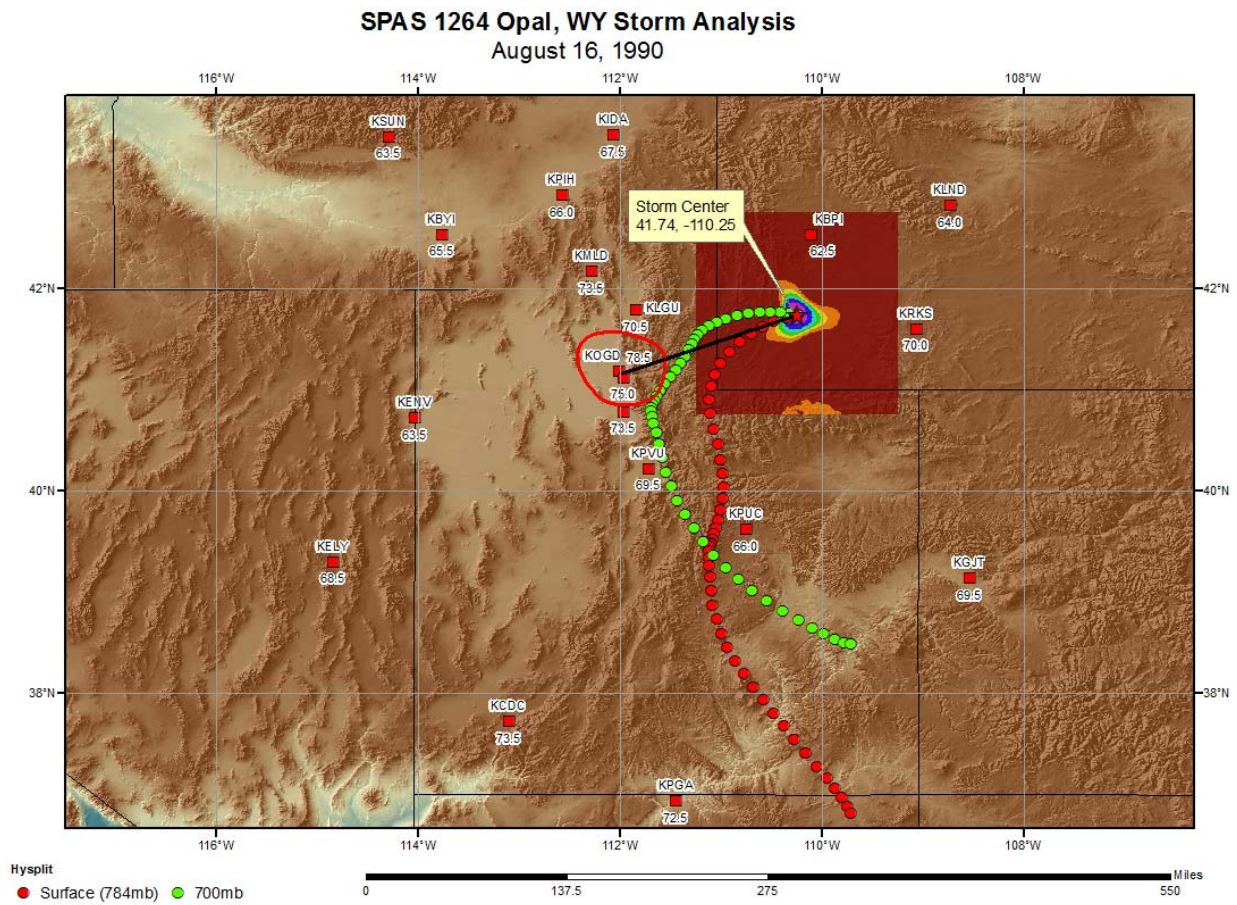 SPAS 1264 Opal, WY Storm Analysis
August 16, 1990
116°W 114°W 112°W 110°W 108°W
KSUN
63.5
KIDA
67.5
KPIH
66.0
KLND
64.0
Storm Center
41.74, -110.25
KBYI
65.5
KBPI
62.5
KMLD
73.5
42°N 42°N
KLGU
70.5
KRKS
70.0
KOGD 78.5
75.0
KENV
63.5
73.5
KPVU
69.5
40°N 40°N
KPUC
66.0
KELY
68.5
KGJT
69.5
38°N 38°N
KCDC
73.5
KPGA
72.5
116°W 114°W 112°W 110°W 108°W
Hysplit
Surface (784mb) 700mb
Miles
0 137.5 275 550